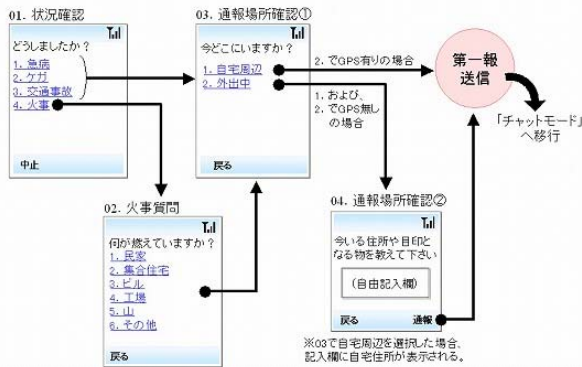 01. 状況確認
どうしましたか？
1. 急病
2. ケガ
3. 交通事故
4. 火事
中止
03. 通報場所確認①
今どこにいますか？
1. 自宅周辺
2. 外出中
戻る
2. でGPS有りの場合
1. および、
2. でGPS無し
の場合
第一報
送信
「チャットモード」
へ移行
02. 火事質問
何が燃えていますか？
1. 民家
2. 集合住宅
3. ビル
4. 工場
5. 山
6. その他
戻る
04. 通報場所確認②
今いる住所や目印と
なる物を教えて下さい
(自由記入欄)
戻る 通報
※03で自宅周辺を選択した場合、
記入欄に自宅住所が表示される。